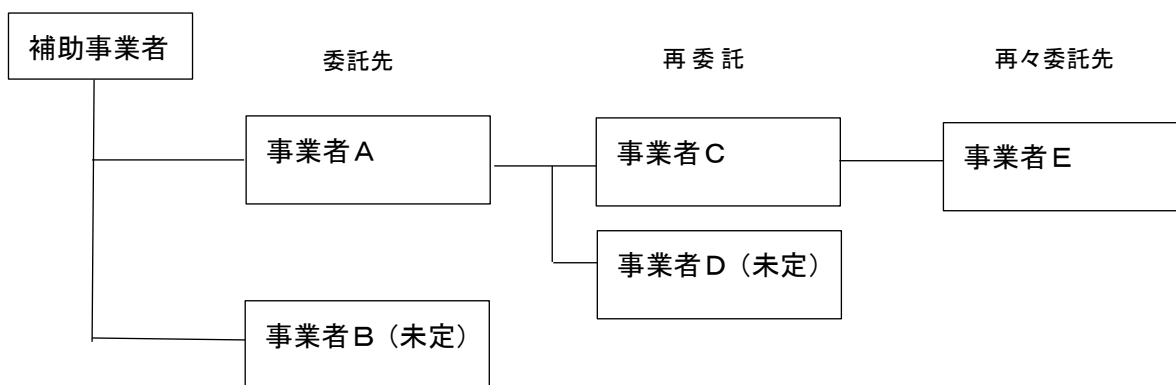 補助事業者
委託先
再委託
再々委託先
事業者A
事業者C
事業者E
事業者D（未定）
事業者B（未定）